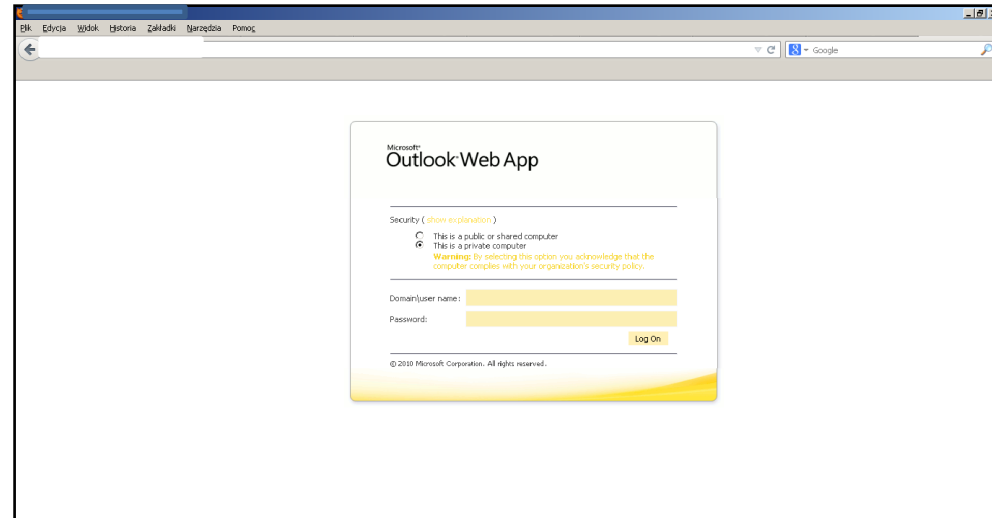 Plik Edycja Widok Historia Zakładki Narzędzia Pomoc
Google
Microsoft®
Outlook® Web App
Security ( show explanation )
This is a public or shared computer
This is a private computer
Warning: By selecting this option you acknowledge that the
computer complies with your organization's security policy.
Domain\user name:
Password:
Log On
© 2010 Microsoft Corporation. All rights reserved.